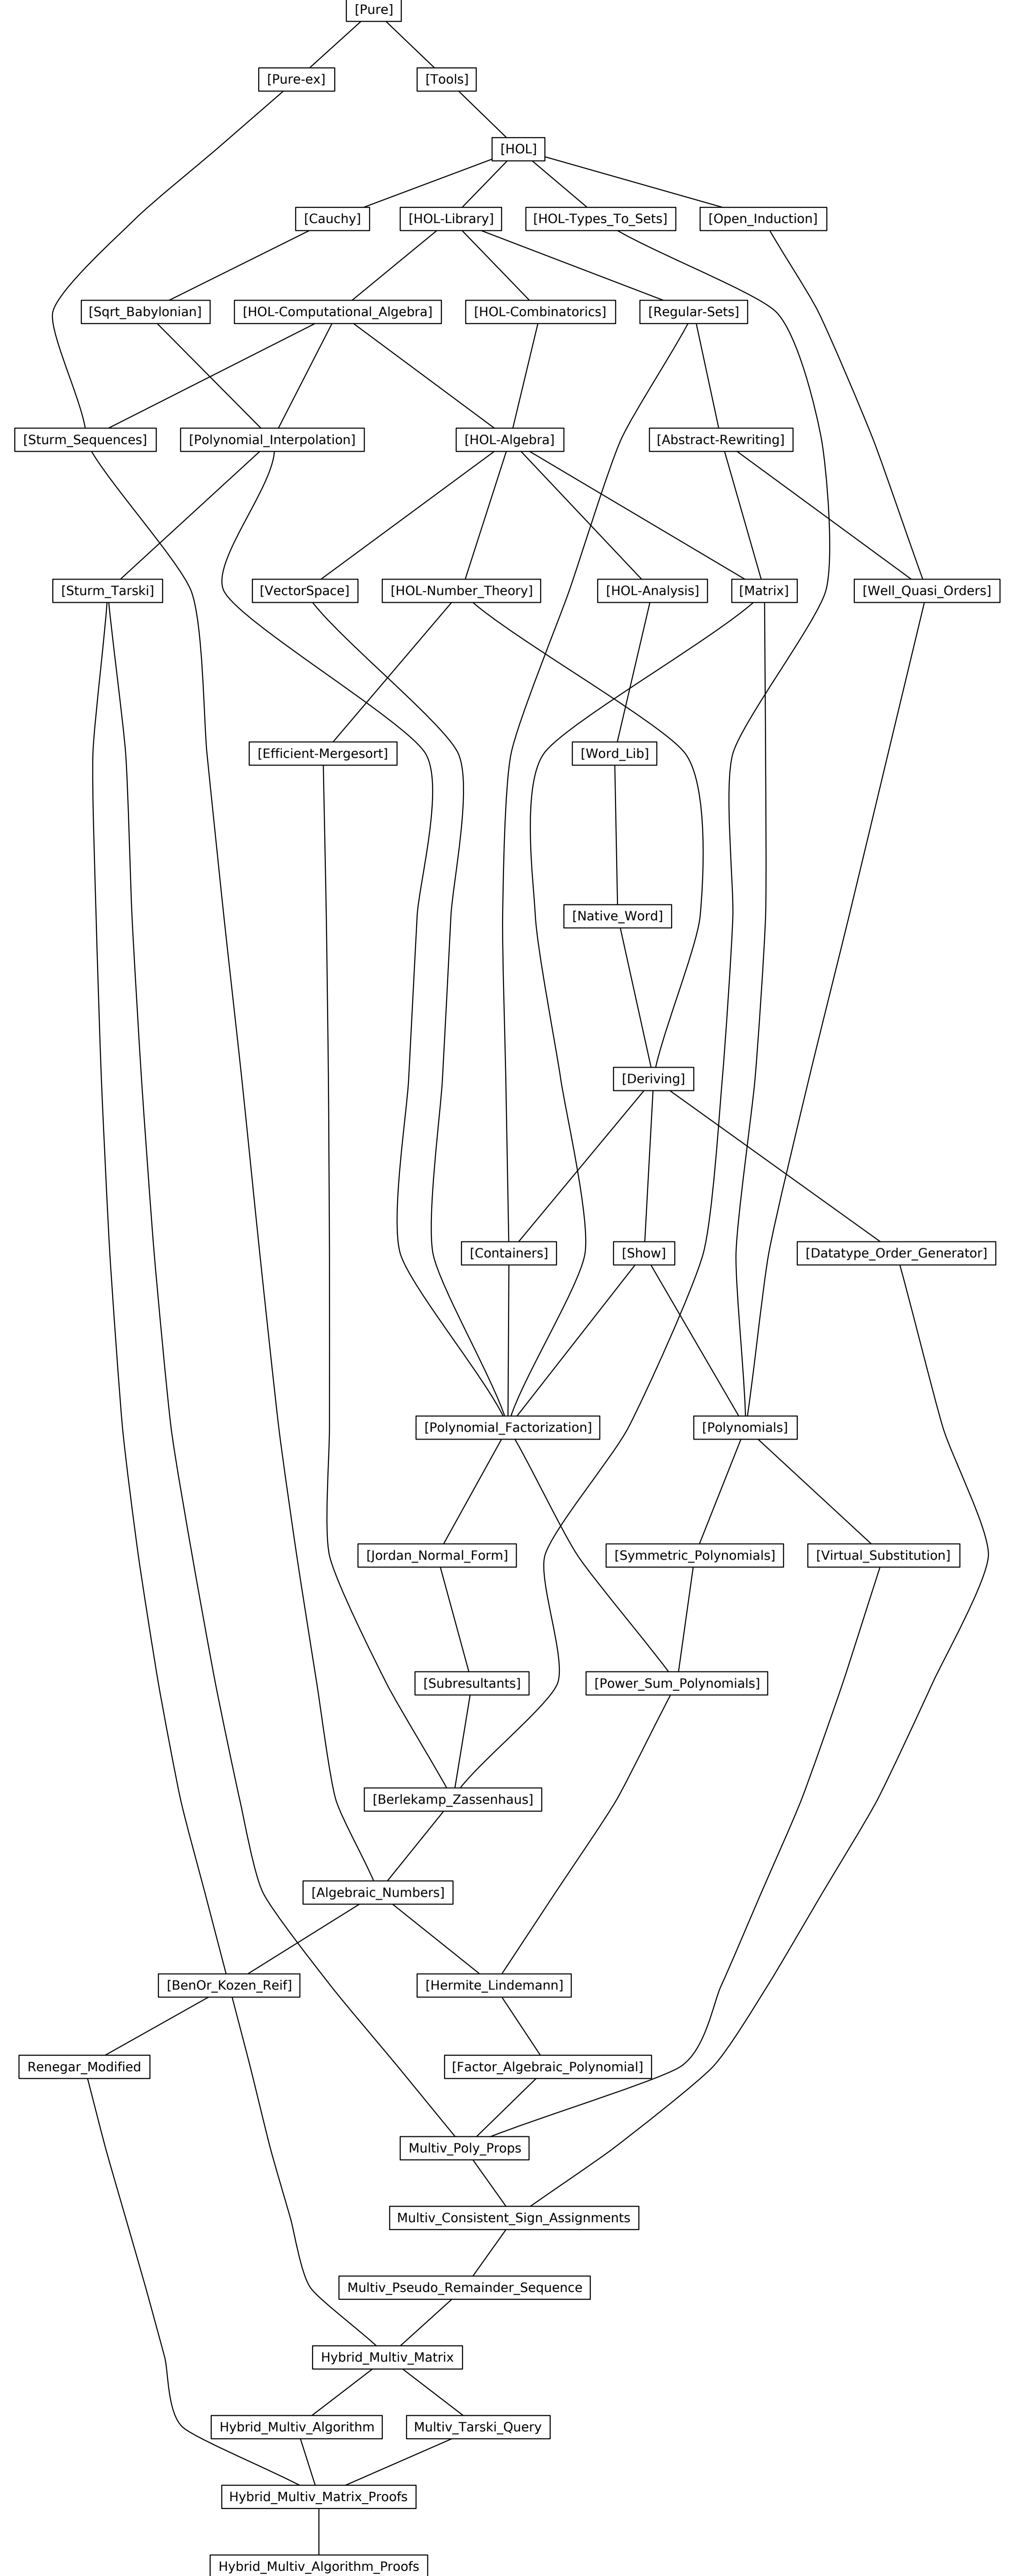 [Pure]
[Pure-ex]
[Tools]
[HOL]
[Cauchy]
[HOL-Library]
[HOL-Types_To_Sets]
[Open_Induction]
[Sqrt_Babylonian]
[HOL-Computational_Algebra]
[HOL-Combinatorics]
[Regular-Sets]
[Sturm_Sequences]
[Polynomial_Interpolation]
[HOL-Algebra]
[Abstract-Rewriting]
[Sturm_Tarski]
[VectorSpace]
[HOL-Number_Theory]
[HOL-Analysis]
[Matrix]
[Well_Quasi_Orders]
[Efficient-Mergesort]
[Word_Lib]
[Native_Word]
[Deriving]
[Containers]
[Show]
[Datatype_Order_Generator]
[Polynomial_Factorization]
[Polynomials]
[Jordan_Normal_Form]
[Symmetric_Polynomials]
[Virtual_Substitution]
[Subresultants]
[Power_Sum_Polynomials]
[Berlekamp_Zassenhaus]
[Algebraic_Numbers]
[BenOr_Kozen_Reif]
[Hermite_Lindemann]
Renegar_Modified
[Factor_Algebraic_Polynomial]
Multiv_Poly_Props
Multiv_Consistent_Sign_Assignments
Multiv_Pseudo_Remainder_Sequence
Hybrid_Multiv_Matrix
Hybrid_Multiv_Algorithm
Multiv_Tarski_Query
Hybrid_Multiv_Matrix_Proofs
Hybrid_Multiv_Algorithm_Proofs